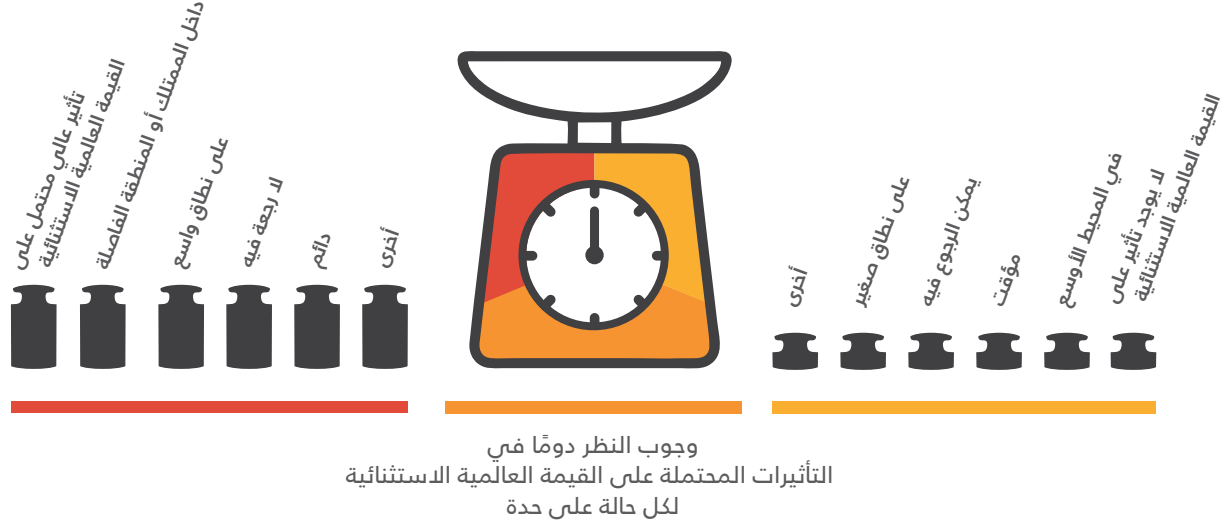 تأثير عالي محتمل على
القيمة العالمية الاستثنائية
داخل الممتلك أو المنطقة الفاصلة
على نطاق واسع
لا رجعة فيه
دائم
أخرى
أخرى
على نطاق صغير
يمكن الرجوع فيه
مؤقت
في المحيط الأوسع
لا يوجد تأثير على
القيمة العالمية الاستثنائية
وجوب النظر دومًا في
التأثيرات المحتملة على القيمة العالمية الاستثنائية
لكل حالة على حدة